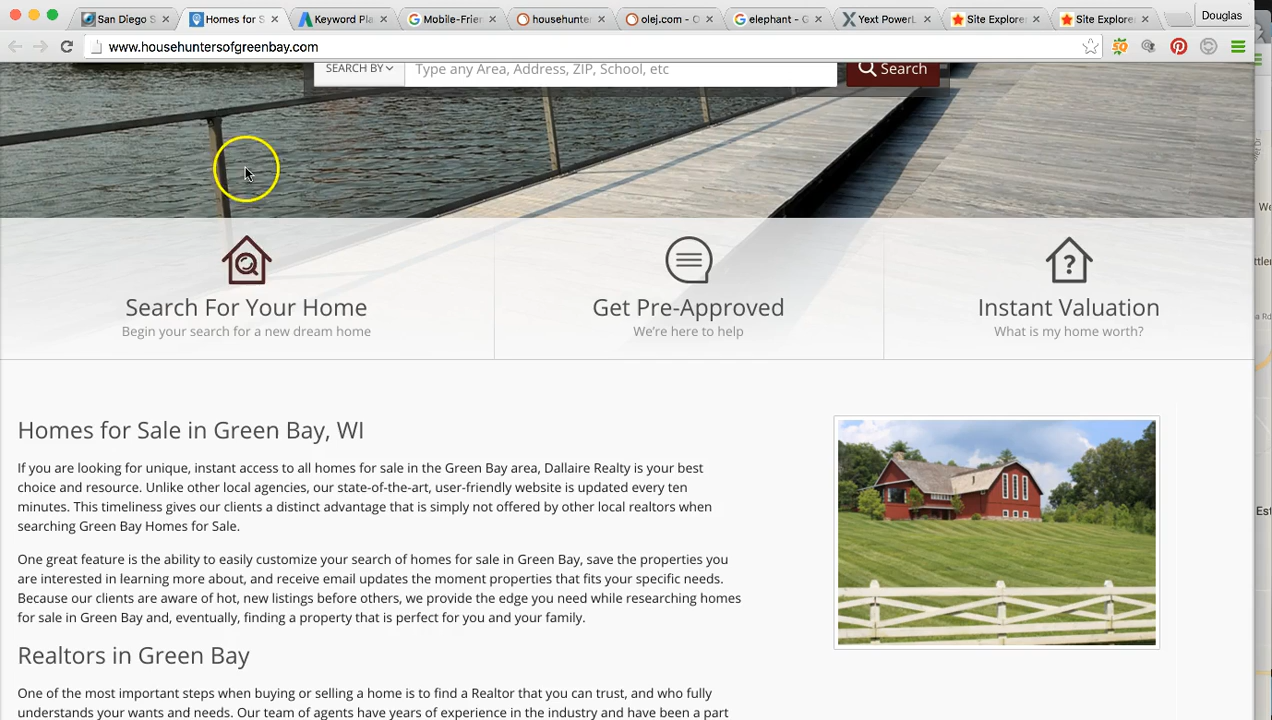 San Diego S
Homes for S
Keyword Pla
Mobile-Frien
househunter
olej.com - O
elephant - G
Yext PowerL
Site Explorer
Site Explorer
Douglas
www.househuntersofgreenbay.com
SEARCH BY
Type any Area, Address, ZIP, School, etc
Search
Search For Your Home
Begin your search for a new dream home
Get Pre-Approved
We're here to help
Instant Valuation
What is my home worth?
Homes for Sale in Green Bay, WI
If you are looking for unique, instant access to all homes for sale in the Green Bay area, Dallaire Realty is your best
choice and resource. Unlike other local agencies, our state-of-the-art, user-friendly website is updated every ten
minutes. This timeliness gives our clients a distinct advantage that is simply not offered by other local realtors when
searching Green Bay Homes for Sale.
One great feature is the ability to easily customize your search of homes for sale in Green Bay, save the properties you
are interested in learning more about, and receive email updates the moment properties that fits your specific needs.
Because our clients are aware of hot, new listings before others, we provide the edge you need while researching homes
for sale in Green Bay and, eventually, finding a property that is perfect for you and your family.
Realtors in Green Bay
One of the most important steps when buying or selling a home is to find a Realtor that you can trust, and who fully
understands your wants and needs. Our team of agents have years of experience in the industry and have been a part